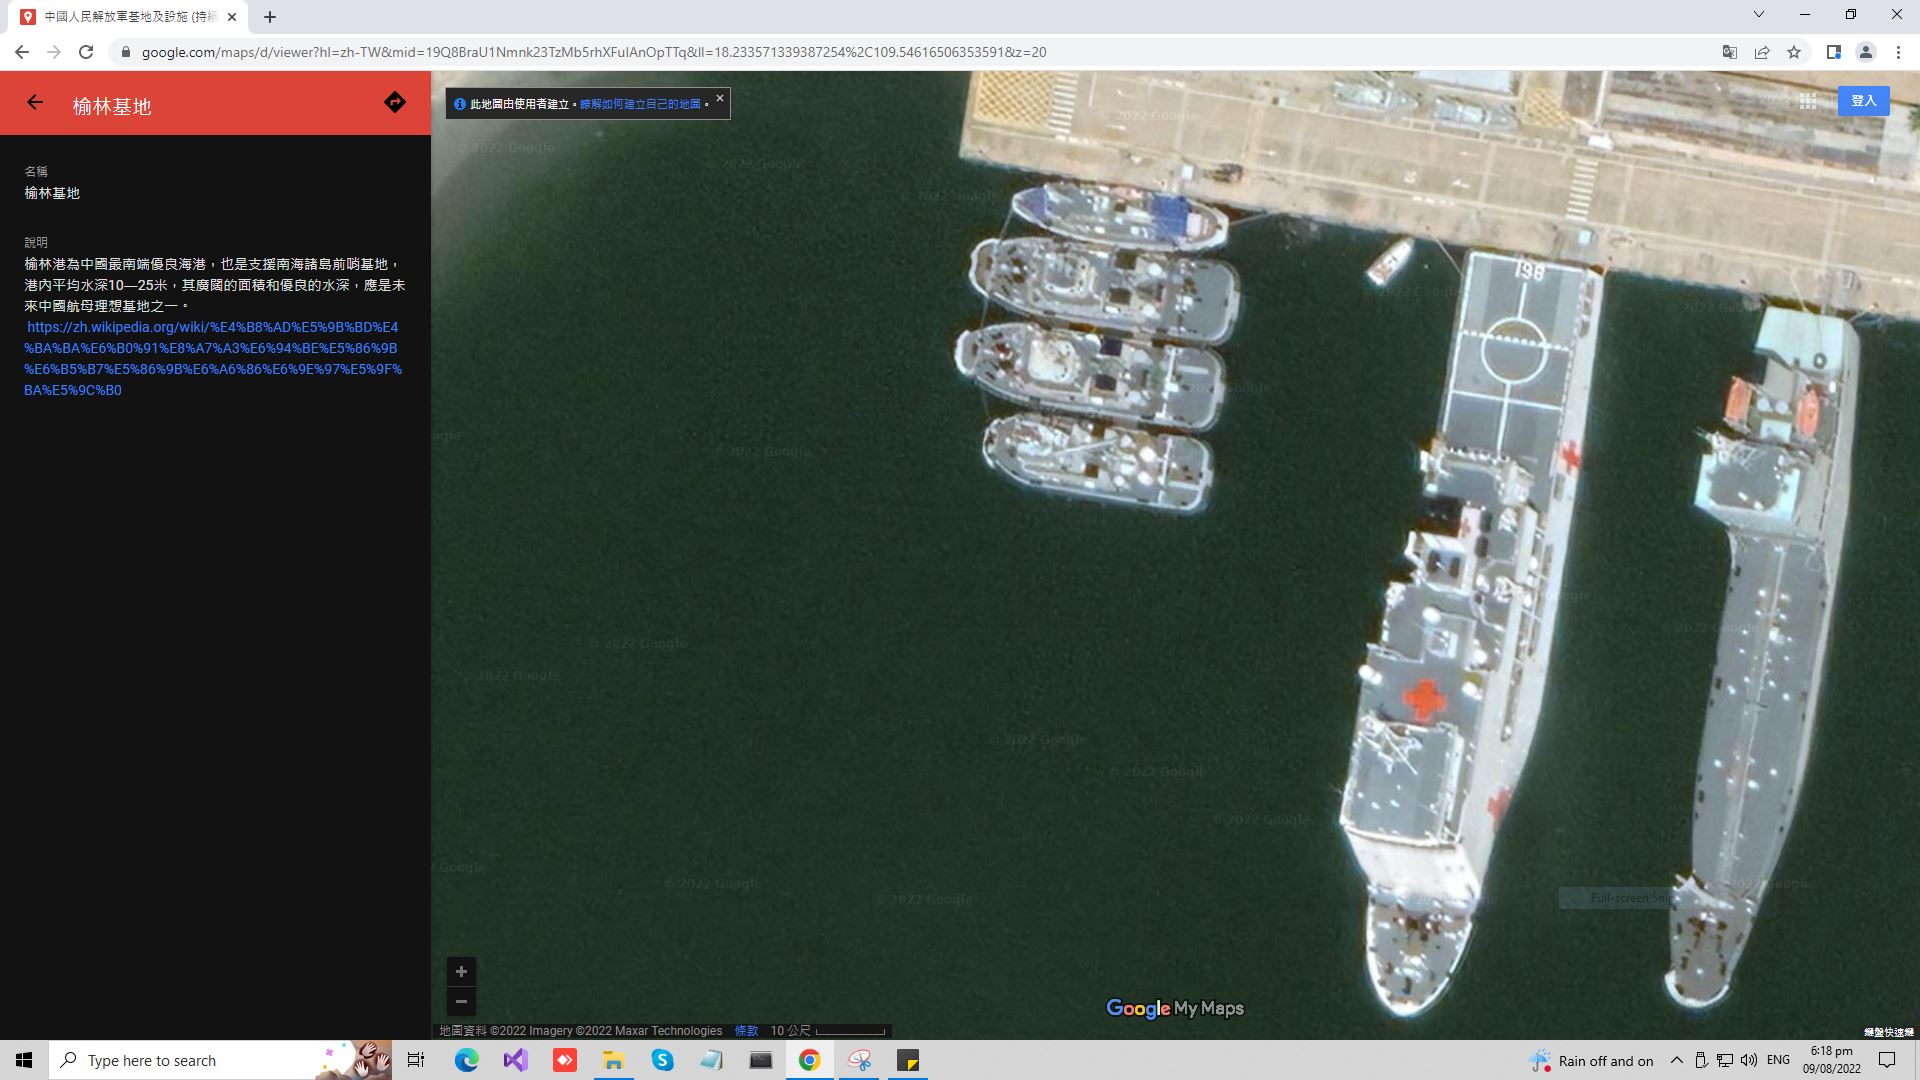 中國人民解放軍基地及設施 (持續
google.com/maps/d/viewer?hl=zh-TW&mid=19Q8BraU1Nmnk23TzMb5rhXFulAnOpTTq&ll=18.233571339387254%2C109.5461650635359&z=20
榆林基地
此地圖由使用者建立。瞭解如何建立自己的地圖。
登入
名稱
榆林基地
說明
榆林港為中國最南端優良海港，也是支援南海諸島前哨基地，
港內平均水深10—25米，其廣闊的面積和優良的水深，應是未
來中國航母理想基地之一。
https://zh.wikipedia.org/wiki/%E4%B8%AD%E5%9B%BD%E4
%BA%BA%E6%B0%91%E8%A7%A3%E6%94%BE%E5%86%9B
%E6%B5%B7%E5%86%9B%E6%A6%86%E6%9E%97%E5%9F%
BA%E5%9C%B0
© 2022 Google
198
Full-screen Snip
Google My Maps
地圖資料 ©2022 Imagery ©2022 Maxar Technologies 條款 10 公尺
鍵盤快速鍵
Type here to search
Rain off and on
ENG
6:18 pm
09/08/2022